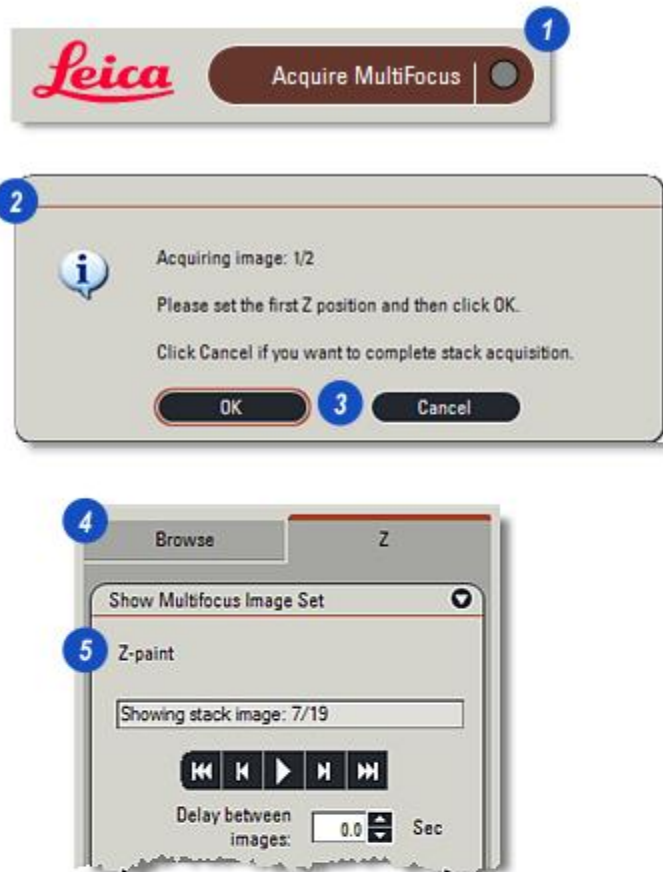 1
Leica
Acquire MultiFocus
2
Acquiring image: 1/2
Please set the first Z position and then click OK.
Click Cancel if you want to complete stack acquisition.
OK
3
Cancel
4
Browse
Z
Show Multifocus Image Set
5
Z-paint
Showing stack image: 7/19
Delay between
images:
0.0
Sec